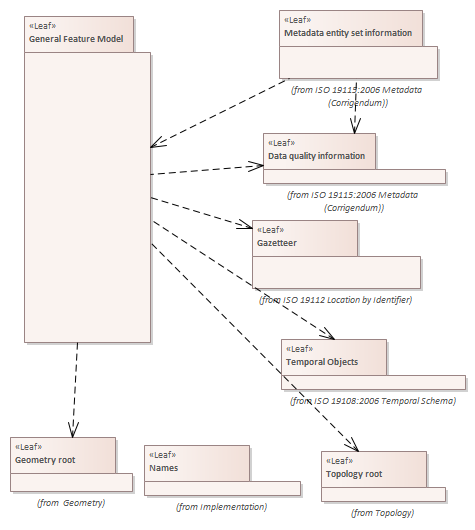 «Leaf»
General Feature Model
«Leaf»
Metadata entity set information
(from ISO 19115:2006 Metadata
(Corrigendum))
«Leaf»
Data quality information
(from ISO 19115:2006 Metadata
(Corrigendum))
«Leaf»
Gazetteer
(from ISO 19112 Location by Identifier)
«Leaf»
Temporal Objects
(from ISO 19108:2006 Temporal Schema)
«Leaf»
Geometry root
(from Geometry)
«Leaf»
Names
(from Implementation)
«Leaf»
Topology root
(from Topology)